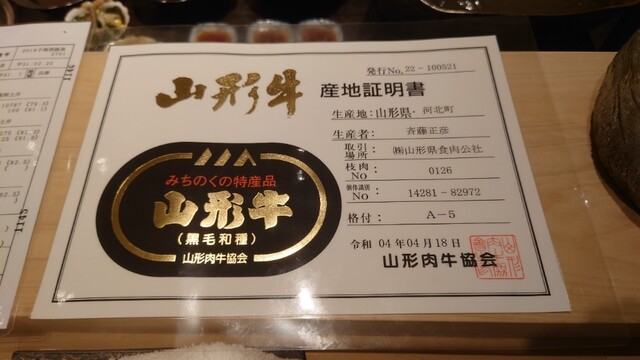 発行No.22-100521
山形牛 産地証明書
生産地: 山形県・河北町
生産者: 斉藤正彦
取引場所 ㈱山形県食肉公社
枝肉No 0126
個体識別No 14281-82972
格付: A-5
令和 04年04月18日
山形肉牛協会
みちのくの特産品
山形牛
(黒毛和種)
山形肉牛協会
1146
1145